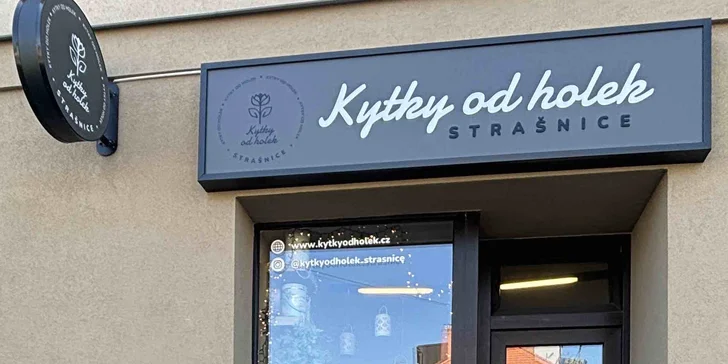 Kytky
od holek
STRAŠNICE
Kytky od holek
STRAŠNICE
Kytky
od holek
STRAŠNICE
www.kytkyodholek.cz
@kytkyodholek.strasnice